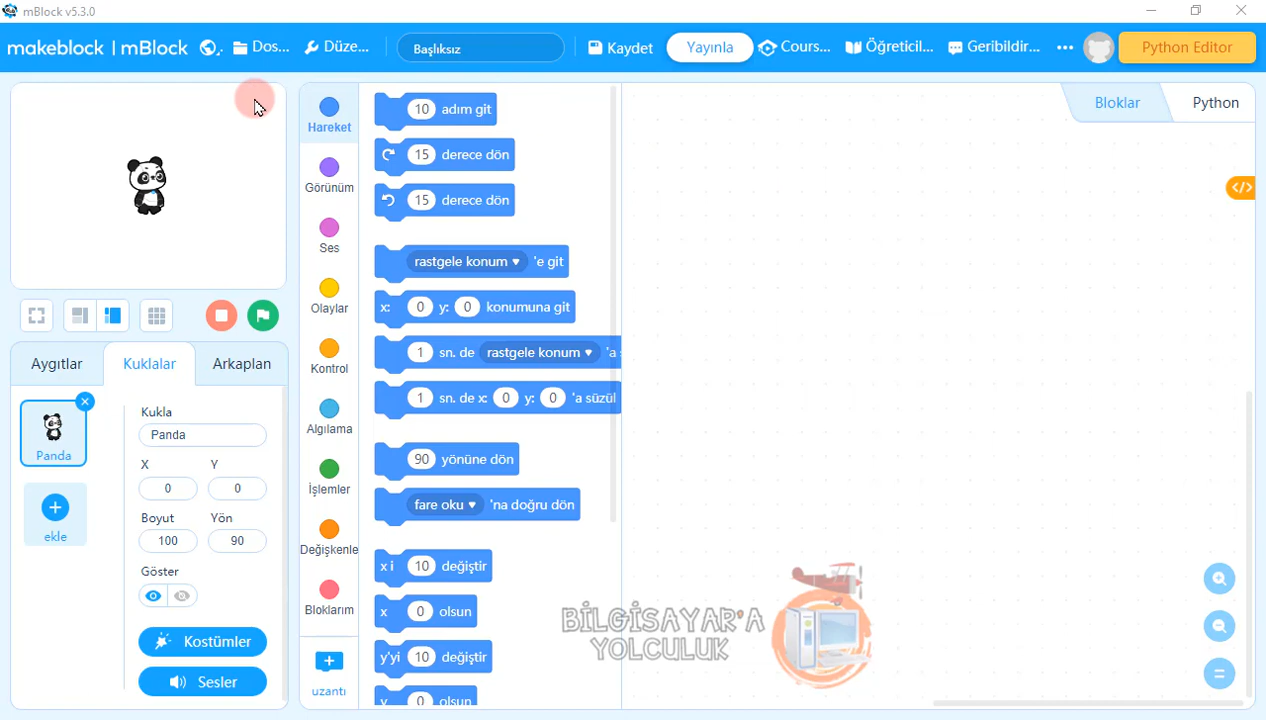 mBlock v5.3.0
makeblock | mBlock
Dos...
Düze...
Başlıksız
Kaydet
Yayınla
Cours...
Öğreticil...
Geribildir...
Python Editor
Hareket
Görünüm
Ses
Olaylar
Kontrol
Algılama
İşlemler
Değişkenle
Bloklarım
uzantı
10 adım git
15 derece dön
15 derece dön
rastgele konum 'e git
x: 0 y: 0 konumuna git
1 sn. de rastgele konum 'a s
1 sn. de x: 0 y: 0 'a süzül
90 yönüne dön
fare oku 'na doğru dön
x i 10 değiştir
x 0 olsun
y'yi 10 değiştir
y 0 olsun
Bloklar
Python
</>
Aygıtlar
Kuklalar
Arkaplan
Panda
ekle
Kukla
Panda
X Y
0 0
Boyut Yön
100 90
Göster
Kostümler
Sesler
BİLGİSAYAR'A
YOLCULUK